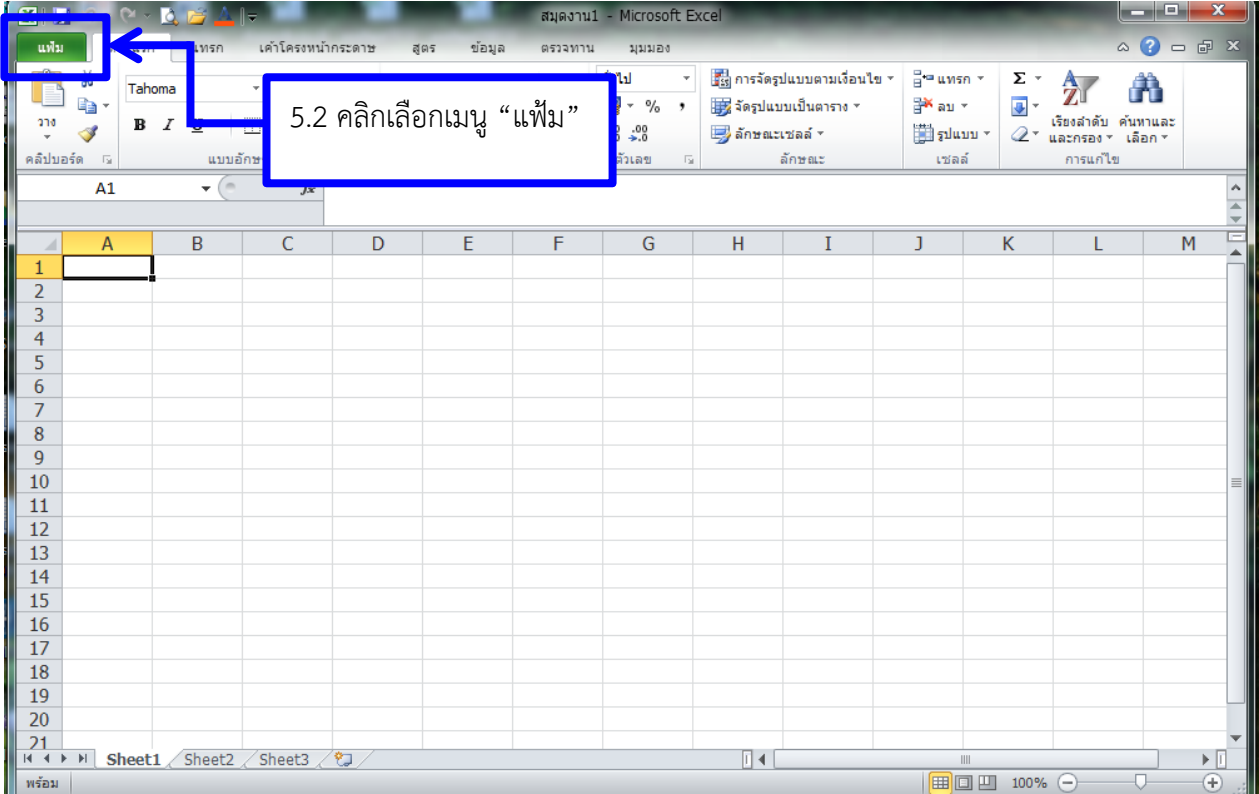 สมุดงาน1 - Microsoft Excel
แฟ้ม แทรก เค้าโครงหน้ากระดาษ สูตร ข้อมูล ตรวจทาน มุมมอง
5.2 คลิกเลือกเมนู “แฟ้ม”
วาง
Tahoma
B I U
% ,
การจัดรูปแบบตามเงื่อนไข
จัดรูปแบบเป็นตาราง
ลักษณะเซลล์
แทรก
ลบ
รูปแบบ
Σ
เรียงลำดับและกรอง
ค้นหาและเลือก
คลิปบอร์ด ลักษณะ เซลล์ การแก้ไข
A1
A B C D E F G H I J K L M
1
2
3
4
5
6
7
8
9
10
11
12
13
14
15
16
17
18
19
20
21
Sheet1 Sheet2 Sheet3
พร้อม 100%